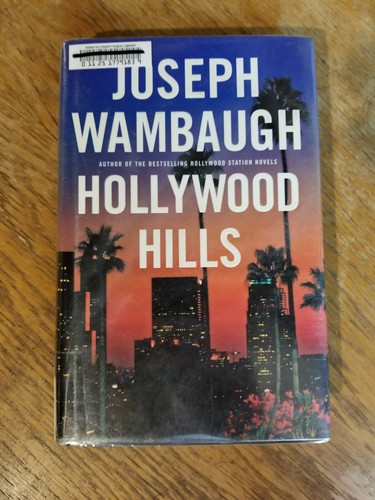 JOSEPH
WAMBAUGH
AUTHOR OF THE BESTSELLING HOLLYWOOD STATION NOVELS
HOLLYWOOD
HILLS